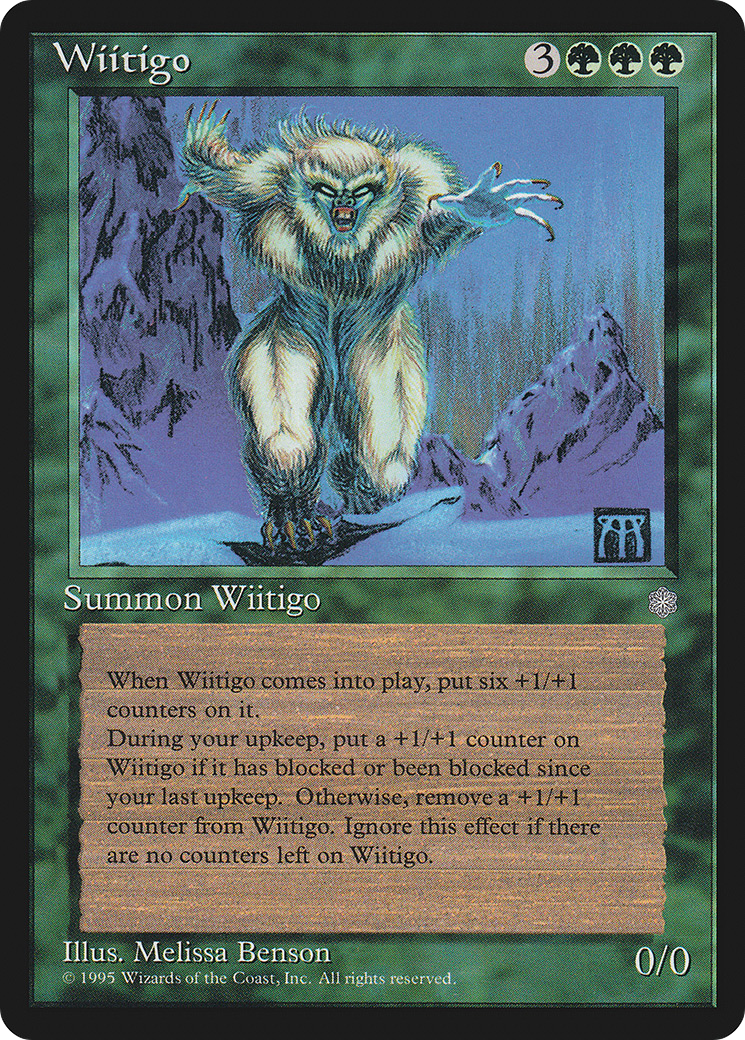 Wiitigo
3
Summon Wiitigo
When Wiitigo comes into play, put six +1/+1
counters on it.
During your upkeep, put a +1/+1 counter on
Wiitigo if it has blocked or been blocked since
your last upkeep. Otherwise, remove a +1/+1
counter from Wiitigo. Ignore this effect if there
are no counters left on Wiitigo.
Illus. Melissa Benson
0/0
© 1995 Wizards of the Coast, Inc. All rights reserved.